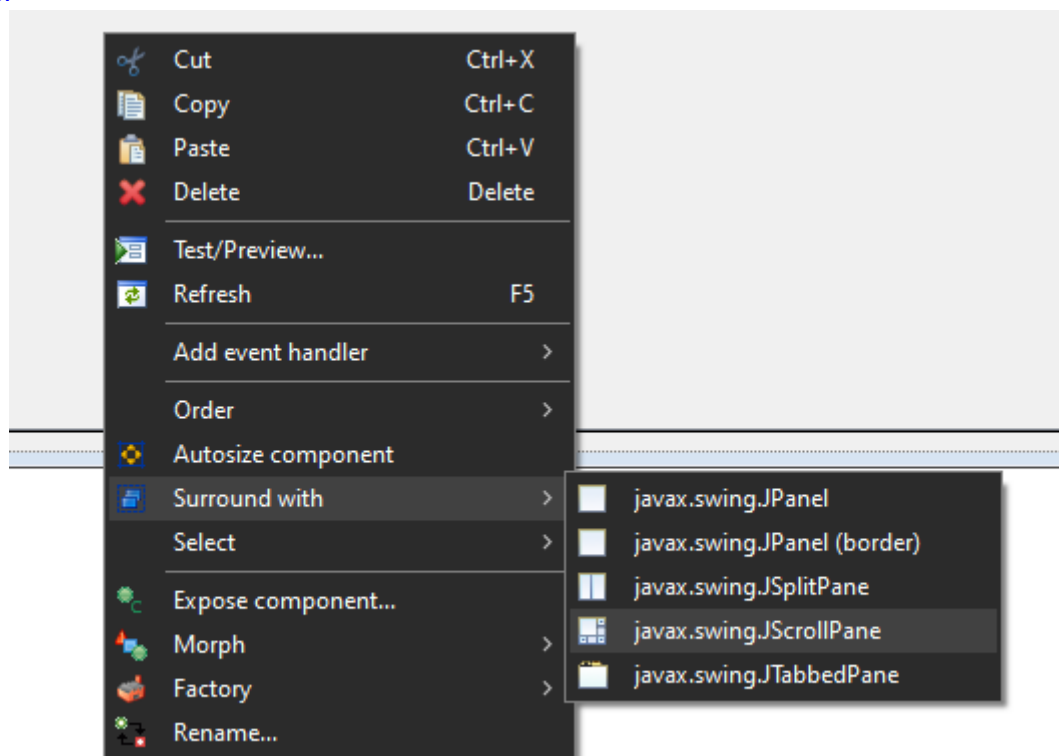 Cut Ctrl+X
Copy Ctrl+C
Paste Ctrl+V
Delete Delete
Test/Preview...
Refresh F5
Add event handler
Order
Autosize component
Surround with
Select
Expose component...
Morph
Factory
Rename...
javax.swing.JPanel
javax.swing.JPanel (border)
javax.swing.JSplitPane
javax.swing.JScrollPane
javax.swing.JTabbedPane